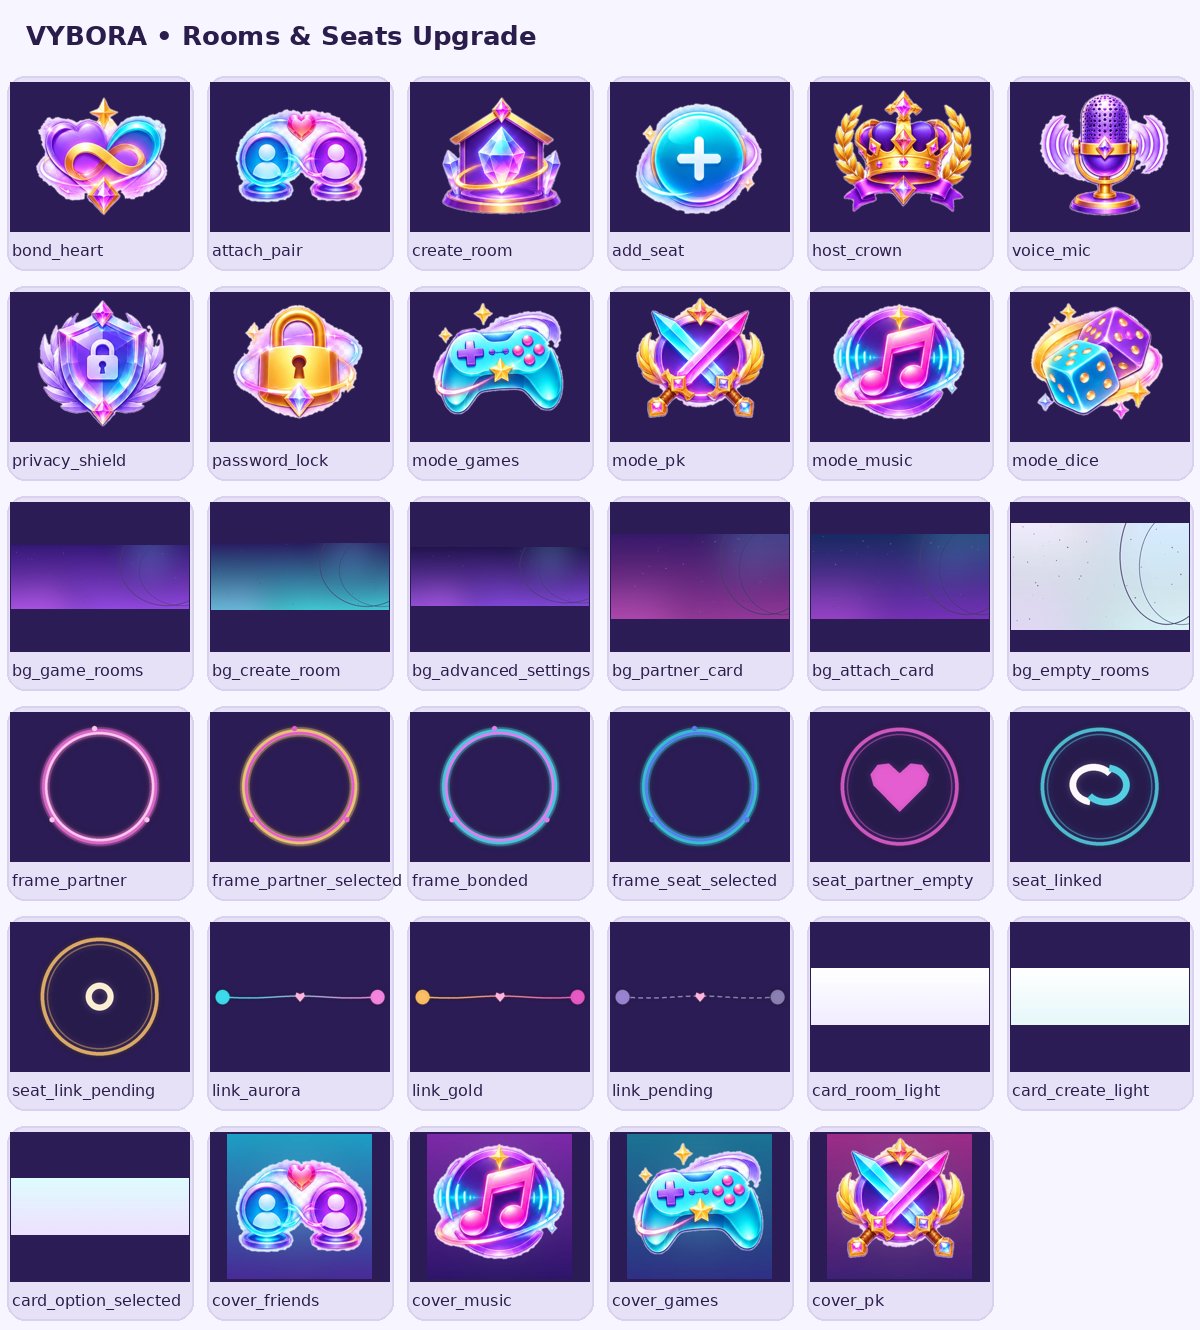 VYBORA • Rooms & Seats Upgrade
bond_heart
attach_pair
create_room
add_seat
host_crown
voice_mic
privacy_shield
password_lock
mode_games
mode_pk
mode_music
mode_dice
bg_game_rooms
bg_create_room
bg_advanced_settings
bg_partner_card
bg_attach_card
bg_empty_rooms
frame_partner
frame_partner_selected
frame_bonded
frame_seat_selected
seat_partner_empty
seat_linked
seat_link_pending
link_aurora
link_gold
link_pending
card_room_light
card_create_light
card_option_selected
cover_friends
cover_music
cover_games
cover_pk